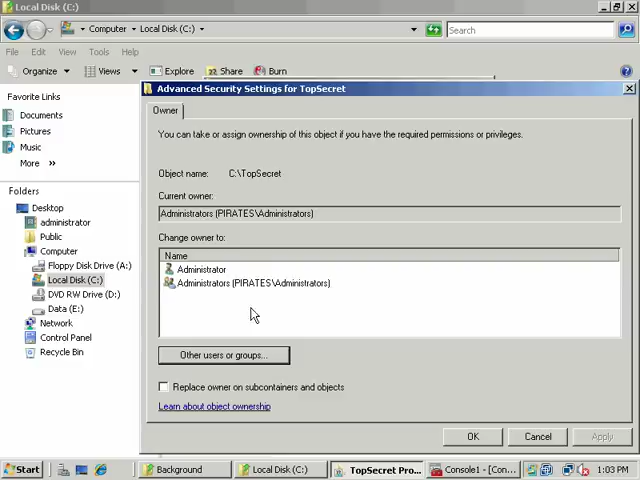 Local Disk (C:)
Computer
Local Disk (C:)
Search
File
Edit
View
Tools
Help
Organize
Views
Explore
Share
Burn
Favorite Links
Documents
Pictures
Music
More
Folders
Desktop
administrator
Public
Computer
Floppy Disk Drive (A:)
Local Disk (C:)
DVD RW Drive (D:)
Data (E:)
Network
Control Panel
Recycle Bin
Advanced Security Settings for TopSecret
Owner
You can take or assign ownership of this object if you have the required permissions or privileges.
Object name: C:\TopSecret
Current owner:
Administrators (PIRATES\Administrators)
Change owner to:
Name
Administrator
Administrators (PIRATES\Administrators)
Other users or groups...
Replace owner on subcontainers and objects
Learn about object ownership
OK
Cancel
Apply
Start
Background
Local Disk (C:)
TopSecret Pro...
Console1 - [Con...
1:03 PM